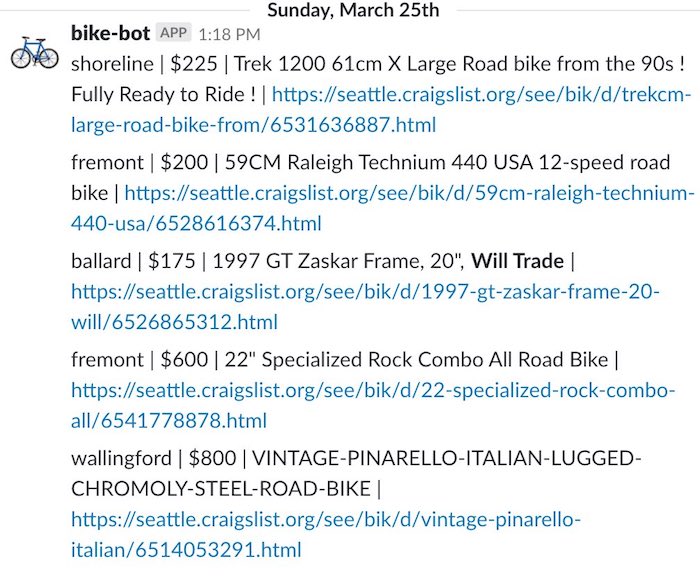 Sunday, March 25th
bike-bot APP 1:18 PM
shoreline | $225 | Trek 1200 61cm X Large Road bike from the 90s !
Fully Ready to Ride ! | https://seattle.craigslist.org/see/bik/d/trekcm-
large-road-bike-from/6531636887.html
fremont | $200 | 59CM Raleigh Technium 440 USA 12-speed road
bike | https://seattle.craigslist.org/see/bik/d/59cm-raleigh-technium-
440-usa/6528616374.html
ballard | $175 | 1997 GT Zaskar Frame, 20", Will Trade |
https://seattle.craigslist.org/see/bik/d/1997-gt-zaskar-frame-20-
will/6526865312.html
fremont | $600 | 22" Specialized Rock Combo All Road Bike |
https://seattle.craigslist.org/see/bik/d/22-specialized-rock-combo-
all/6541778878.html
wallingford | $800 | VINTAGE-PINARELLO-ITALIAN-LUGGED-
CHROMOLY-STEEL-ROAD-BIKE |
https://seattle.craigslist.org/see/bik/d/vintage-pinarello-
italian/6514053291.html